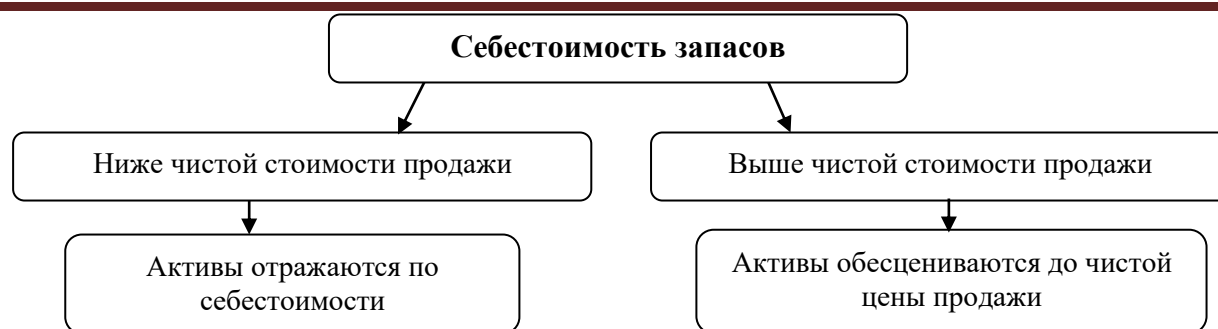 Себестоимость запасов
Ниже чистой стоимости продажи
Выше чистой стоимости продажи
Активы отражаются по
себестоимости
Активы обесцениваются до чистой
цены продажи